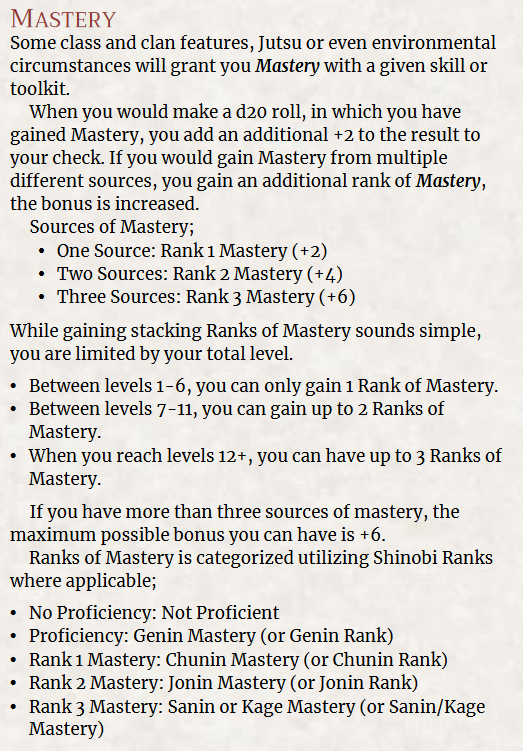 MASTERY
Some class and clan features, Jutsu or even environmental
circumstances will grant you Mastery with a given skill or
toolkit.
When you would make a d20 roll, in which you have
gained Mastery, you add an additional +2 to the result to
your check. If you would gain Mastery from multiple
different sources, you gain an additional rank of Mastery,
the bonus is increased.
Sources of Mastery;
• One Source: Rank 1 Mastery (+2)
• Two Sources: Rank 2 Mastery (+4)
• Three Sources: Rank 3 Mastery (+6)
While gaining stacking Ranks of Mastery sounds simple,
you are limited by your total level.
• Between levels 1-6, you can only gain 1 Rank of Mastery.
• Between levels 7-11, you can gain up to 2 Ranks of
Mastery.
• When you reach levels 12+, you can have up to 3 Ranks of
Mastery.
If you have more than three sources of mastery, the
maximum possible bonus you can have is +6.
Ranks of Mastery is categorized utilizing Shinobi Ranks
where applicable;
• No Proficiency: Not Proficient
• Proficiency: Genin Mastery (or Genin Rank)
• Rank 1 Mastery: Chunin Mastery (or Chunin Rank)
• Rank 2 Mastery: Jonin Mastery (or Jonin Rank)
• Rank 3 Mastery: Sanin or Kage Mastery (or Sanin/Kage
Mastery)